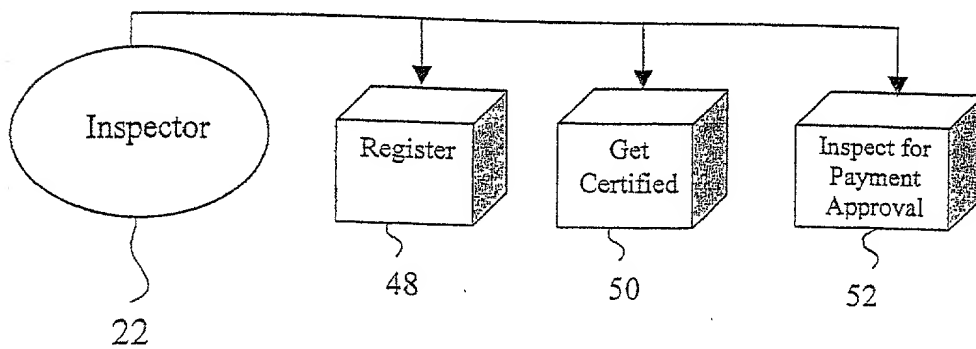 Inspector
Register
Get
Certified
Inspect for
Payment
Approval
22
48
50
52